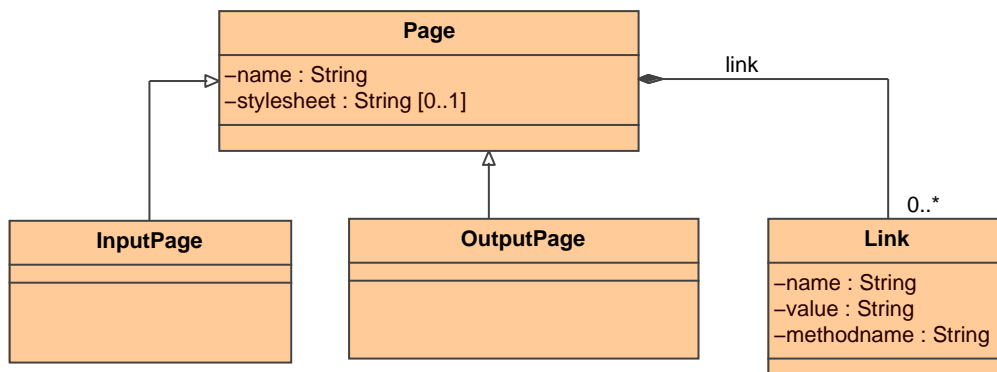 Page
–name : String
–stylesheet : String [0..1]
link
0..*
InputPage
OutputPage
Link
–name : String
–value : String
–methodname : String